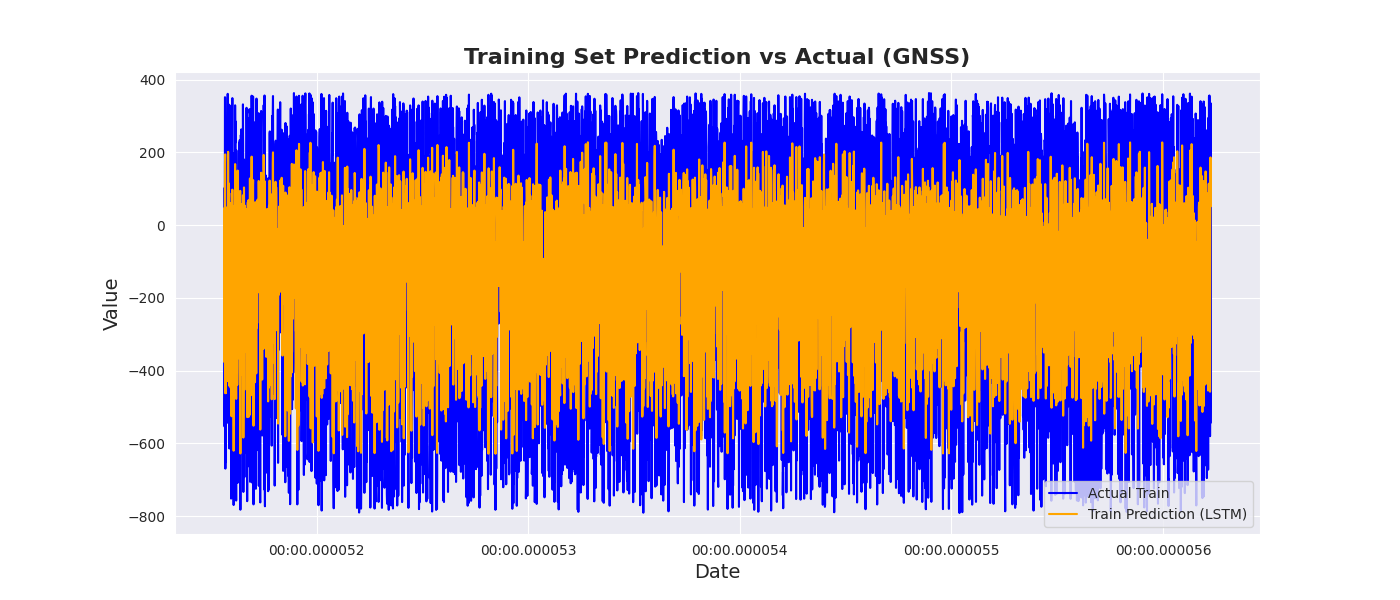 Training Set Prediction vs Actual (GNSS)
400
200
0
−200
−400
−600
−800
Value
Actual Train
Train Prediction (LSTM)
00:00.000052
00:00.000053
00:00.000054
00:00.000055
00:00.000056
Date